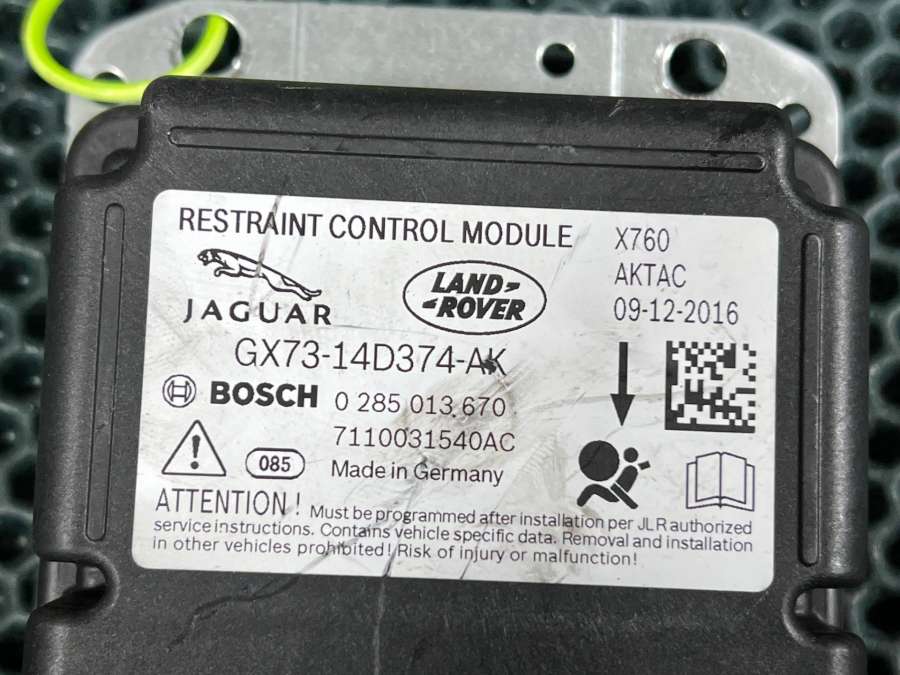 RESTRAINT CONTROL MODULE
X760
AKTAC
09-12-2016
JAGUAR
LAND-
-ROVER
GX73-14D374-AK
BOSCH 0 285 013 670
7110031540AC
085
Made in Germany
ATTENTION! Must be programmed after installation per JLR authorized
service instructions. Contains vehicle specific data. Removal and installation
in other vehicles prohibited! Risk of injury or malfunction!